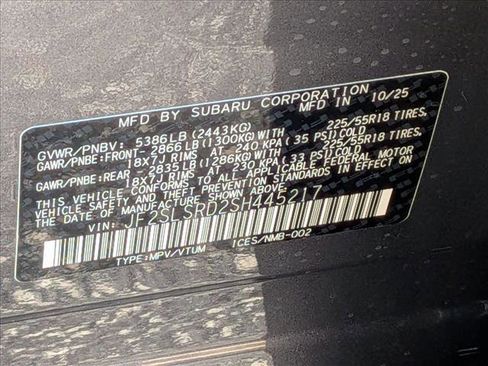 MFD BY SUBARU CORPORATION
MFD IN 10/25
GVWR/PNBV: 5386LB (2443KG)
GAWR/PNBE:FRONT 2866LB(1300KG)WITH 225/55R18 TIRES
18X7J RIMS AT 240 KPA(35 PSI)COLD
GAWR/PNBE:REAR 2835LB(1286KG)WITH 225/55R18 TIRES
18X7J RIMS AT 230 KPA(33 PSI)COLD
THIS VEHICLE CONFORMS TO ALL APPLICABLE FEDERAL MOTOR
VEHICLE SAFETY AND THEFT PREVENTION STANDARDS IN EFFECT ON THE
DATE OF MANUFACTURE SHOWN ABOVE.
VIN: JF2SLSRD2SH445217
TYPE:MPV/VTUM ICES/NMB-002